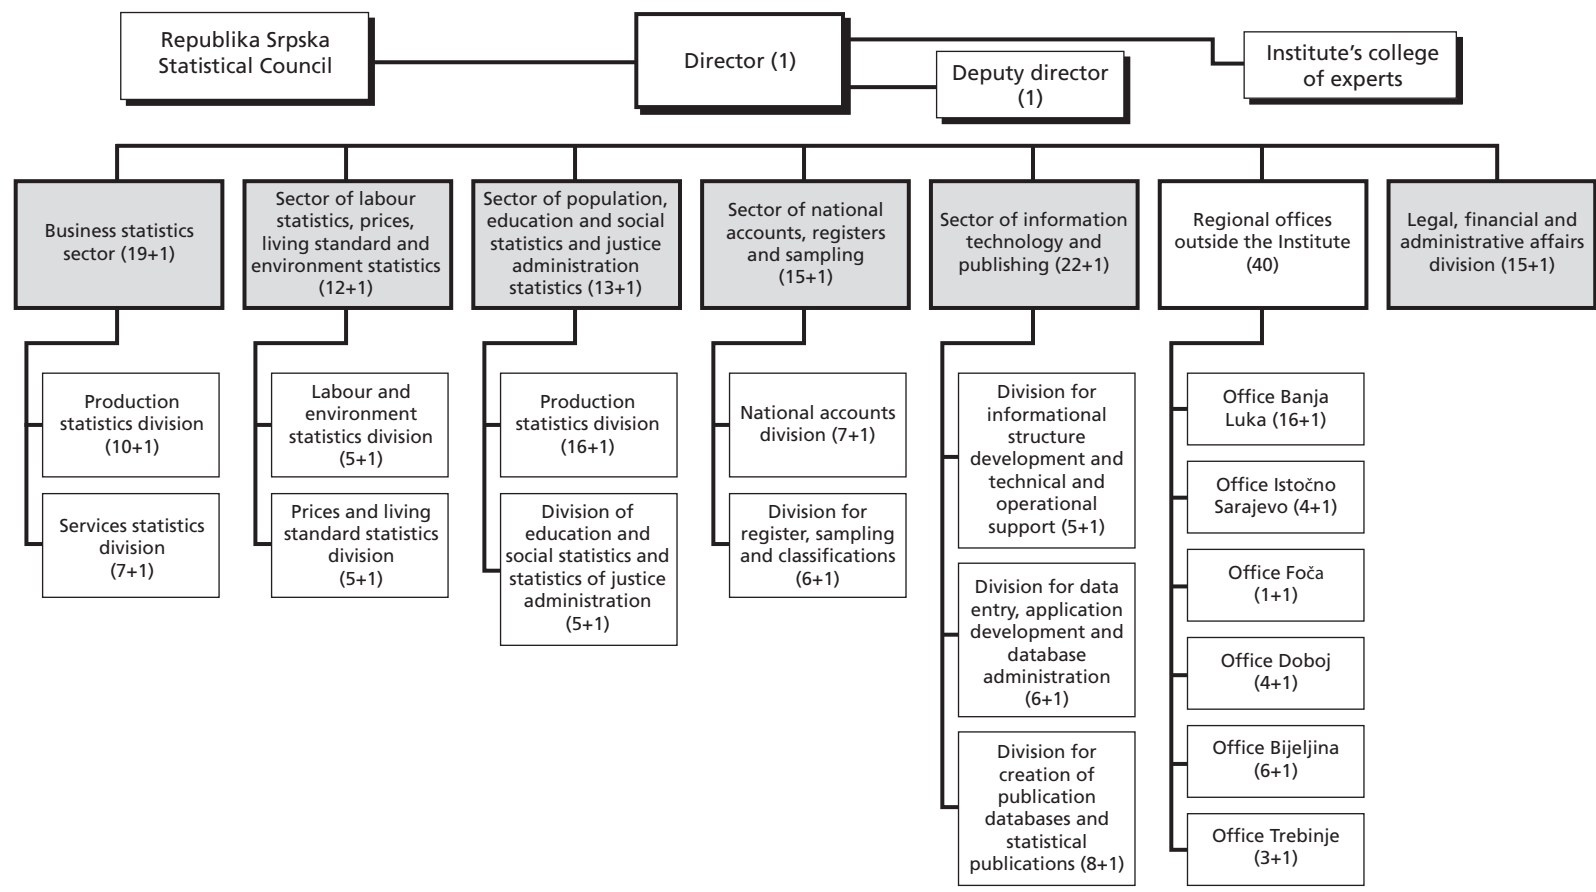 Republika Srpska
Statistical Council
Director (1)
Deputy director
(1)
Institute’s college
of experts
Business statistics
sector (19+1)
Sector of labour
statistics, prices,
living standard and
environment statistics
(12+1)
Sector of population,
education and social
statistics and justice
administration
statistics (13+1)
Sector of national
accounts, registers
and sampling
(15+1)
Sector of information
technology and
publishing (22+1)
Regional offices
outside the Institute
(40)
Legal, financial and
administrative affairs
division (15+1)
Production
statistics division
(10+1)
Services statistics
division
(7+1)
Labour and
environment
statistics division
(5+1)
Prices and living
standard statistics
division
(5+1)
Production
statistics division
(16+1)
Division of
education and
social statistics and
statistics of justice
administration
(5+1)
National accounts
division (7+1)
Division for
register, sampling
and classifications
(6+1)
Division for
informational
structure
development and
technical and
operational
support (5+1)
Division for data
entry, application
development and
database
administration
(6+1)
Division for
creation of
publication
databases and
statistical
publications (8+1)
Office Banja
Luka (16+1)
Office Istočno
Sarajevo (4+1)
Office Foča
(1+1)
Office Doboj
(4+1)
Office Bijeljina
(6+1)
Office Trebinje
(3+1)